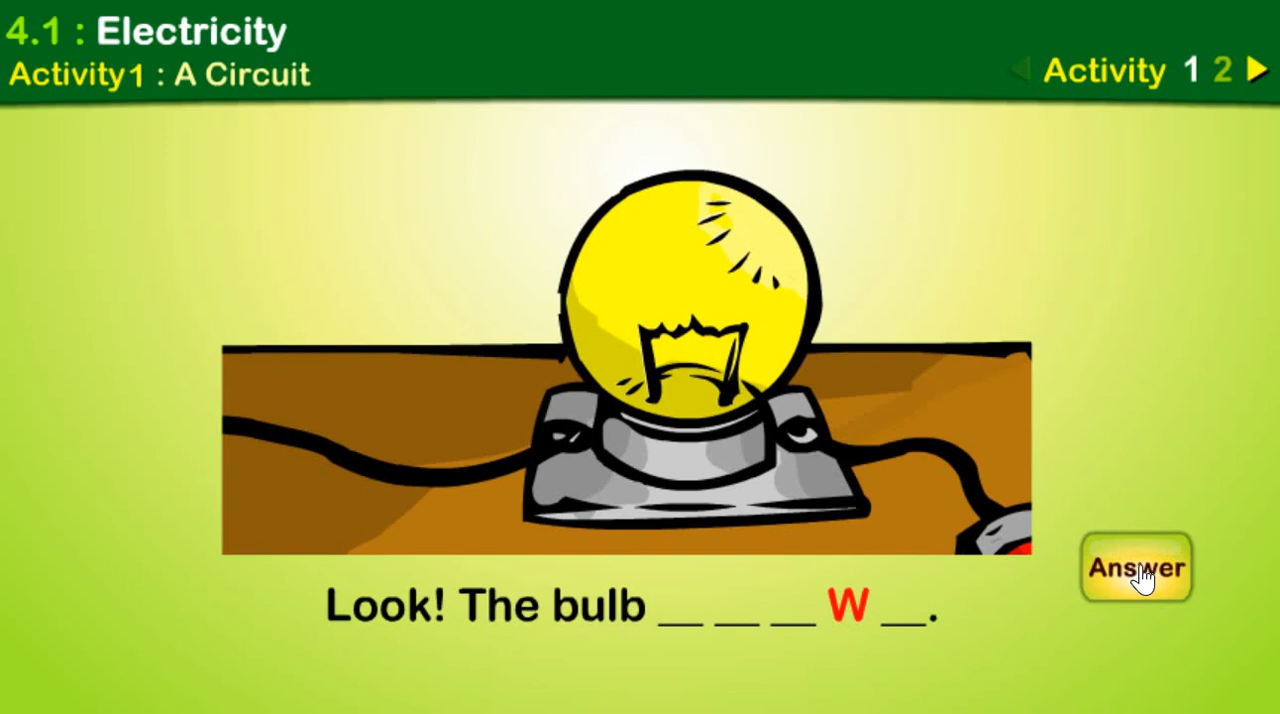 4.1 : Electricity
Activity1 : A Circuit
Activity 1 2
Answer
Look! The bulb __ __ __ W __.